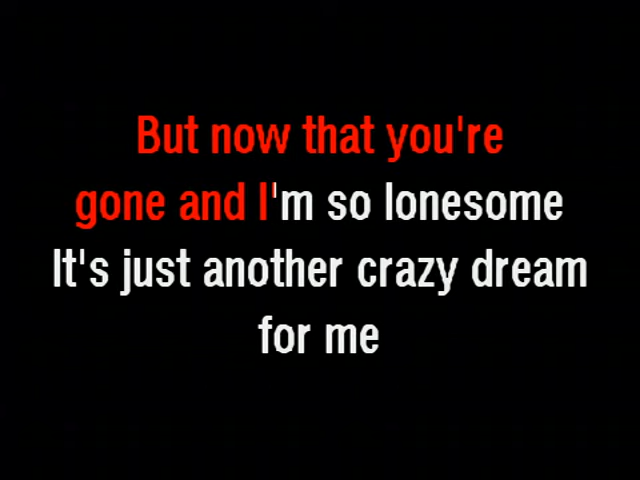 But now that you're
gone and I'm so lonesome
It's just another crazy dream
for me